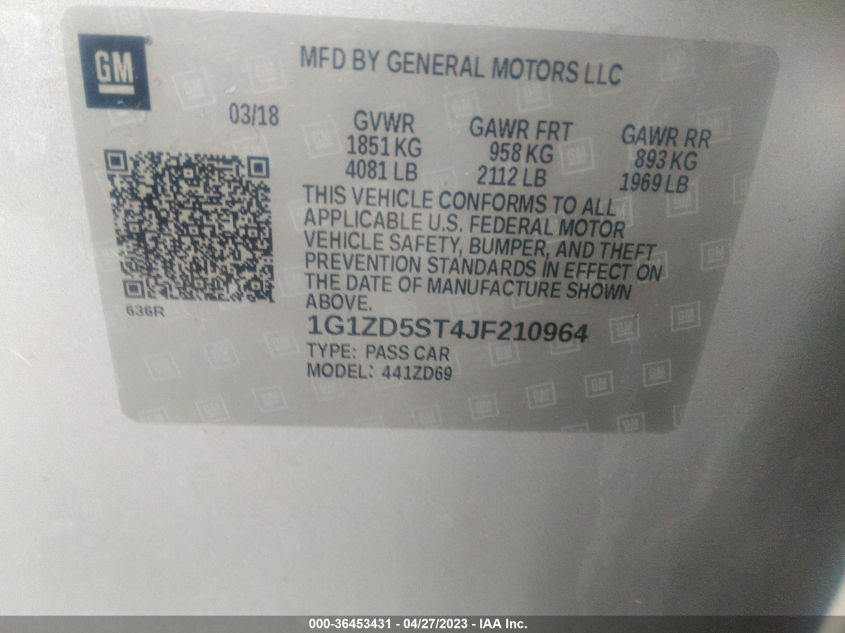 GM
MFD BY GENERAL MOTORS LLC
03/18
GVWR
1851 KG
4081 LB
GAWR FRT
958 KG
2112 LB
GAWR RR
893 KG
1969 LB
THIS VEHICLE CONFORMS TO ALL
APPLICABLE U.S. FEDERAL MOTOR
VEHICLE SAFETY, BUMPER, AND THEFT
PREVENTION STANDARDS IN EFFECT ON
THE DATE OF MANUFACTURE SHOWN
ABOVE.
636R
1G1ZD5ST4JF210964
TYPE: PASS CAR
MODEL: 441ZD69
000-36453431 - 04/27/2023 - IAA Inc.